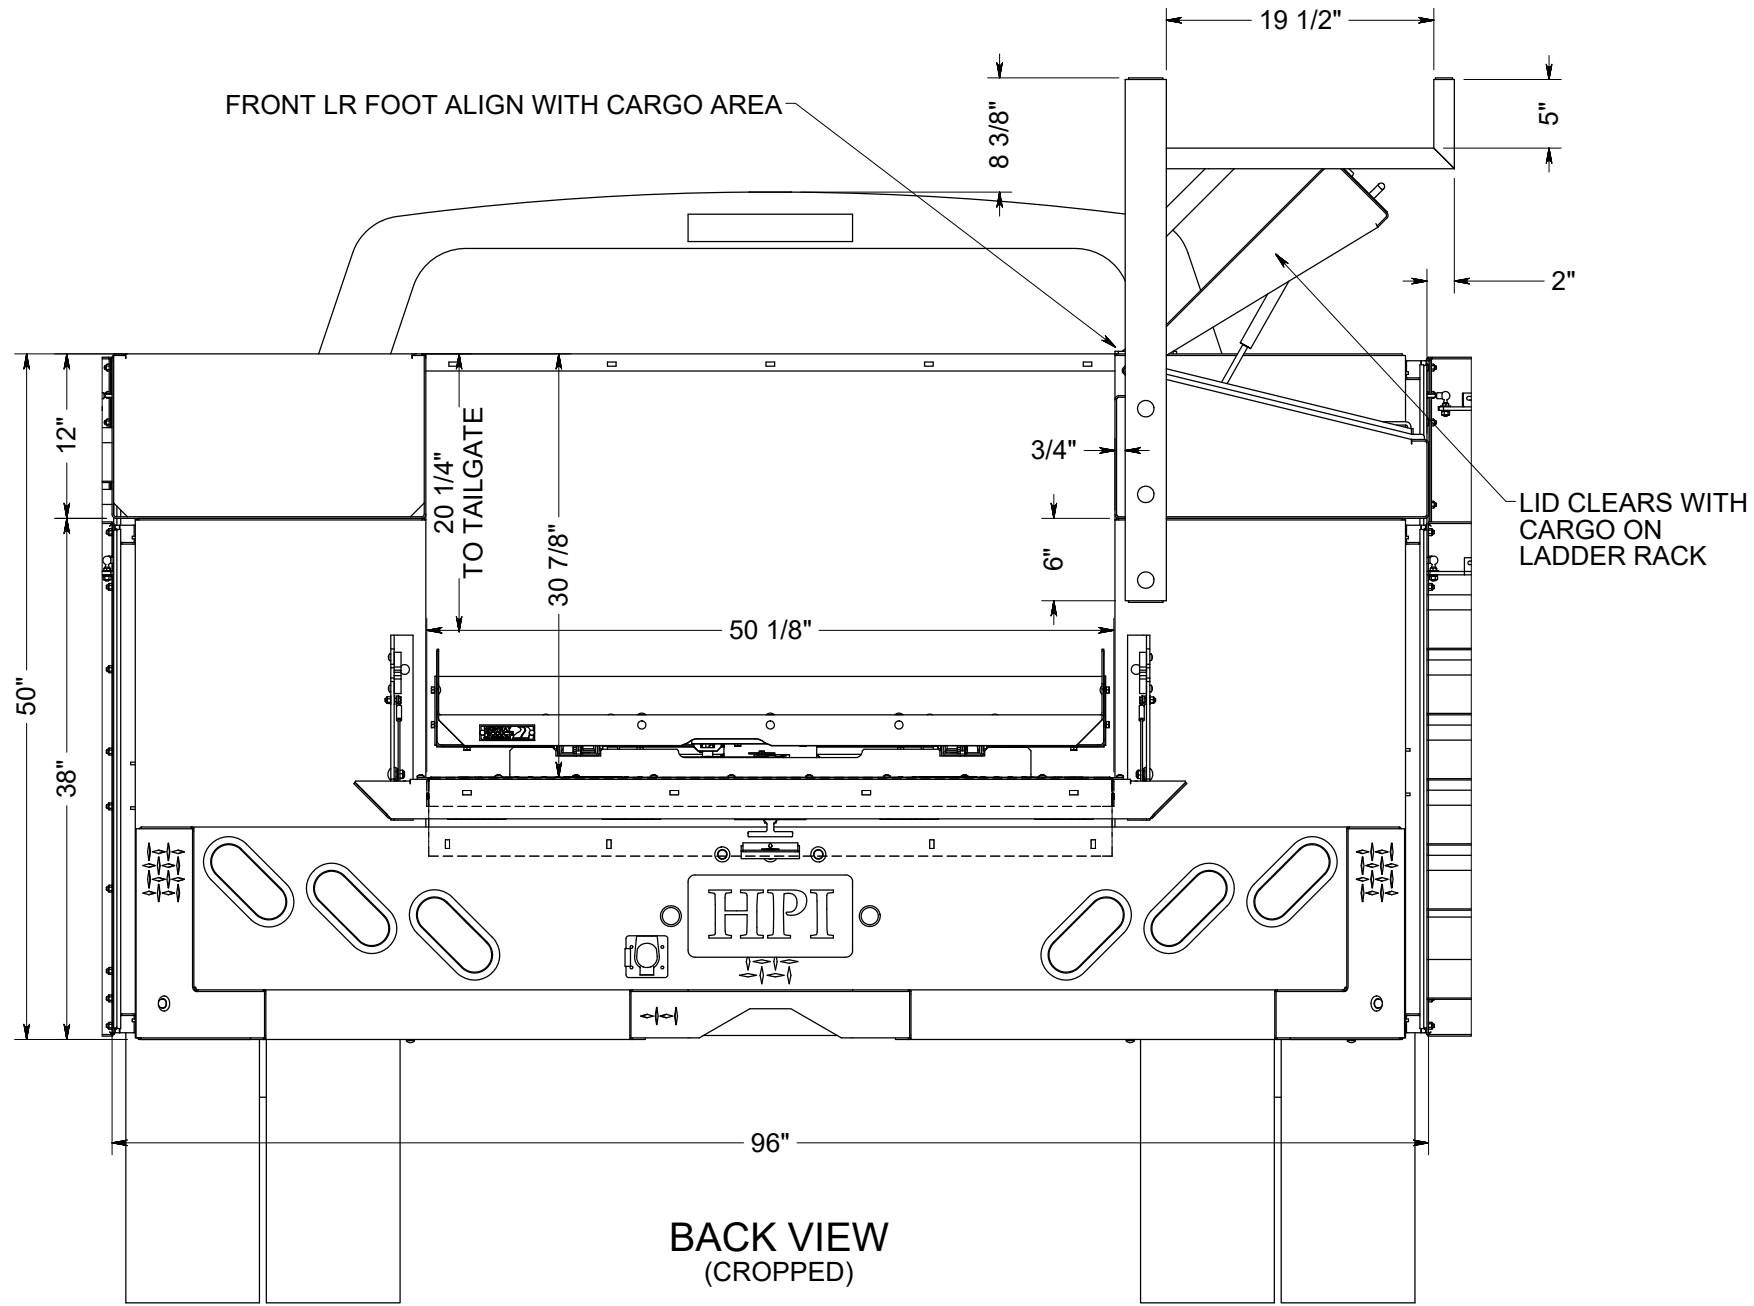 19 1/2"
FRONT LR FOOT ALIGN WITH CARGO AREA
8 3/8"
5"
2"
12"
20 1/4"
TO TAILGATE
30 7/8"
3/4"
6"
LID CLEARS WITH
CARGO ON
LADDER RACK
50 1/8"
50"
38"
HPI
96"
BACK VIEW
(CROPPED)